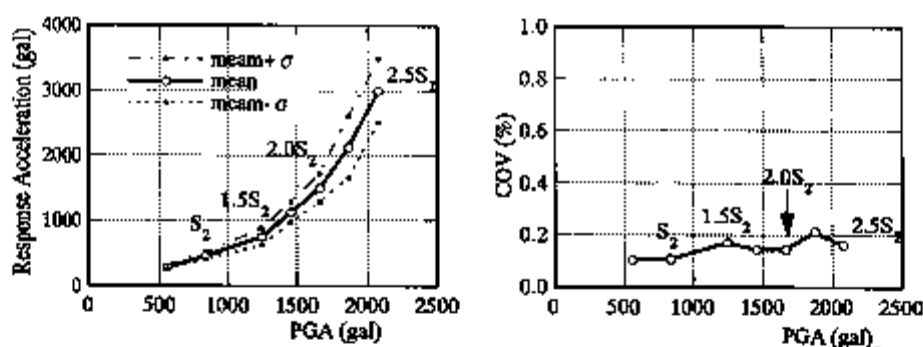 4000
3000
2000
1000
0
Response Acceleration (gal)
meam+ σ
mean
meam- σ
S2
1.5S2
2.0S2
2.5S2
0 500 1000 1500 2000 2500
PGA (gal)
1.0
0.8
0.6
0.4
0.2
0.0
COV (%)
S2
1.5S2
2.0S2
2.5S2
0 500 1000 1500 2000 2500
PGA (gal)